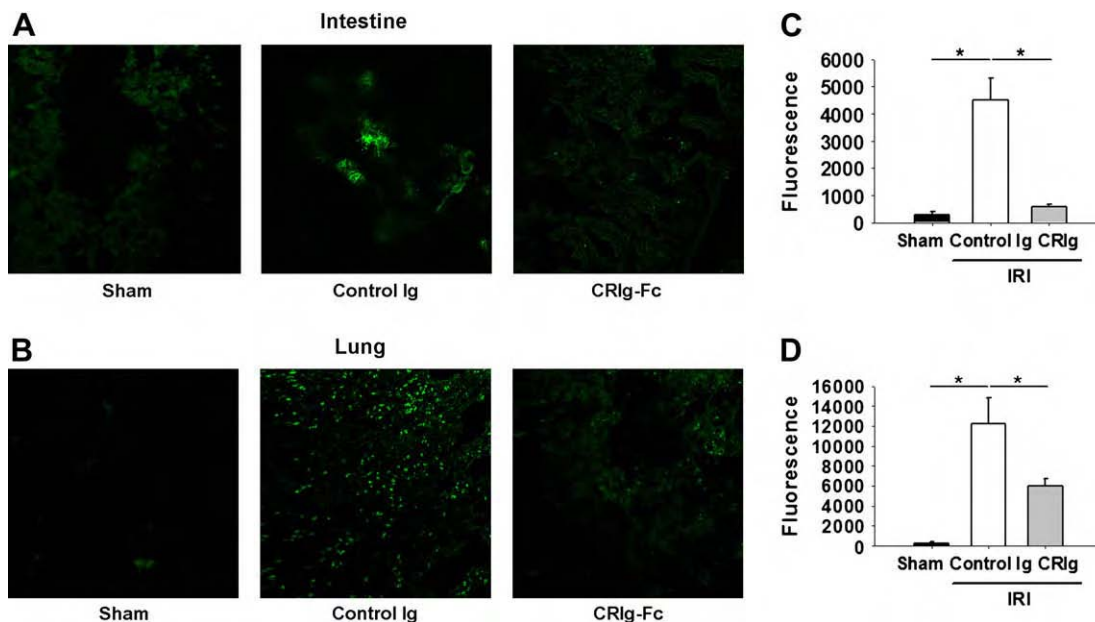 A
Intestine
Sham
Control Ig
CRIg-Fc
B
Lung
Sham
Control Ig
CRIg-Fc
C
* *
6000
5000
4000
3000
2000
1000
0
Fluorescence
Sham Control Ig CRIg
IRI
D
* *
16000
14000
12000
10000
8000
6000
4000
2000
0
Fluorescence
Sham Control Ig CRIg
IRI